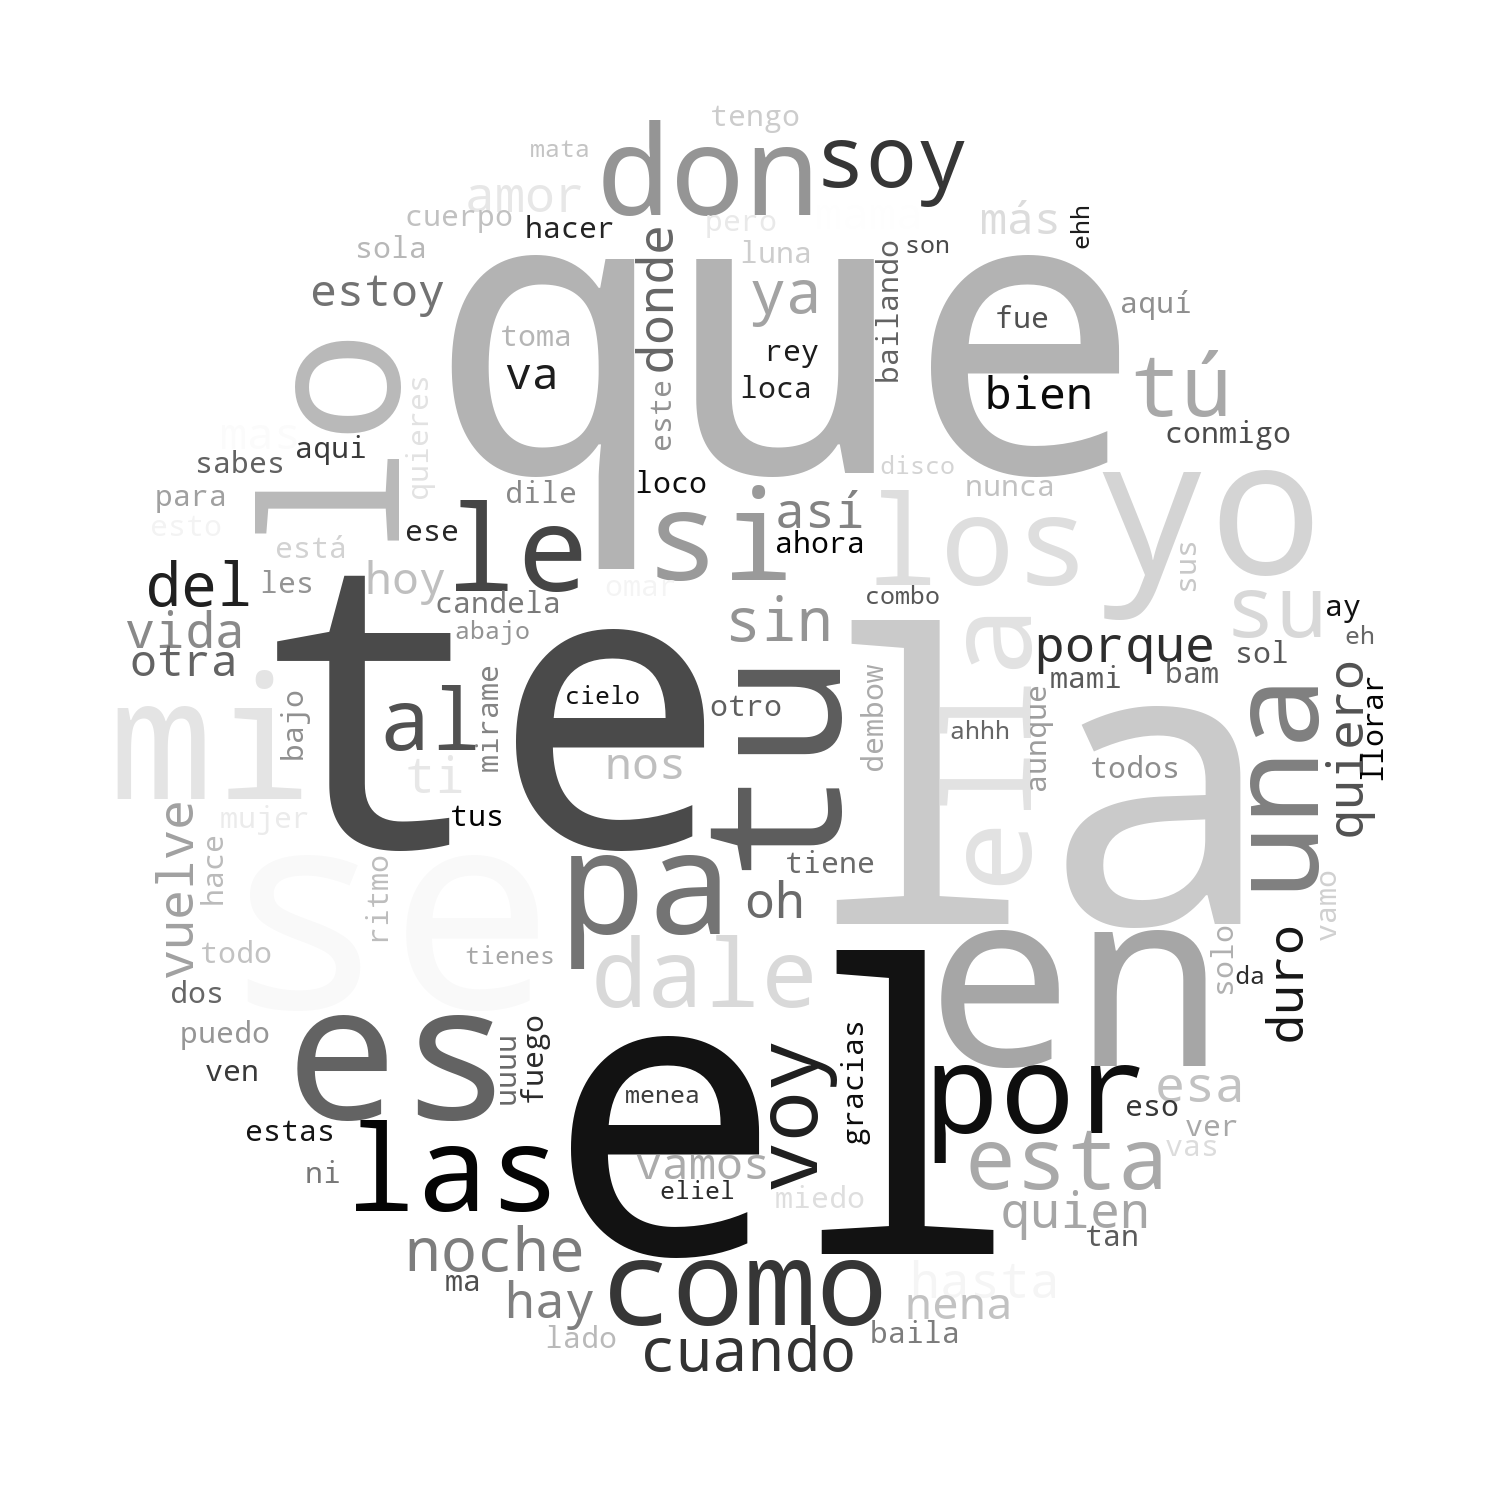 tengo
mata
don
soy
amor
cuerpo
hacer
pero
más
ehh
sola
donde
luna
bailando
son
estoy
que
ya
fue
aquí
toma
va
rey
loca
bien
tú
lo
quieres
este
mas
aqui
conmigo
sabes
disco
para
dile
loco
nunca
yo
esto
ese
le
si
así
ahora
los
está
sus
del
les
hoy
omar
candela
combo
su
ay
vida
abajo
sin
eh
otra
te
porque
sol
mi
bajo
al
mirame
cielo
otro
tu
dembow
ella
mami
bam
una
quiero
llorar
ti
nos
ahhh
aunque
todos
la
mujer
tus
vuelve
hace
se
ritmo
pa
tiene
oh
vamo
todo
tienes
dale
en
solo
da
duro
dos
puedo
es
uuuu
fuego
el
voy
gracias
ven
menea
por
esa
eso
estas
las
ver
ni
vamos
esta
vas
eliel
miedo
quien
noche
tan
ma
hay
como
hasta
nena
lado
cuando
baila